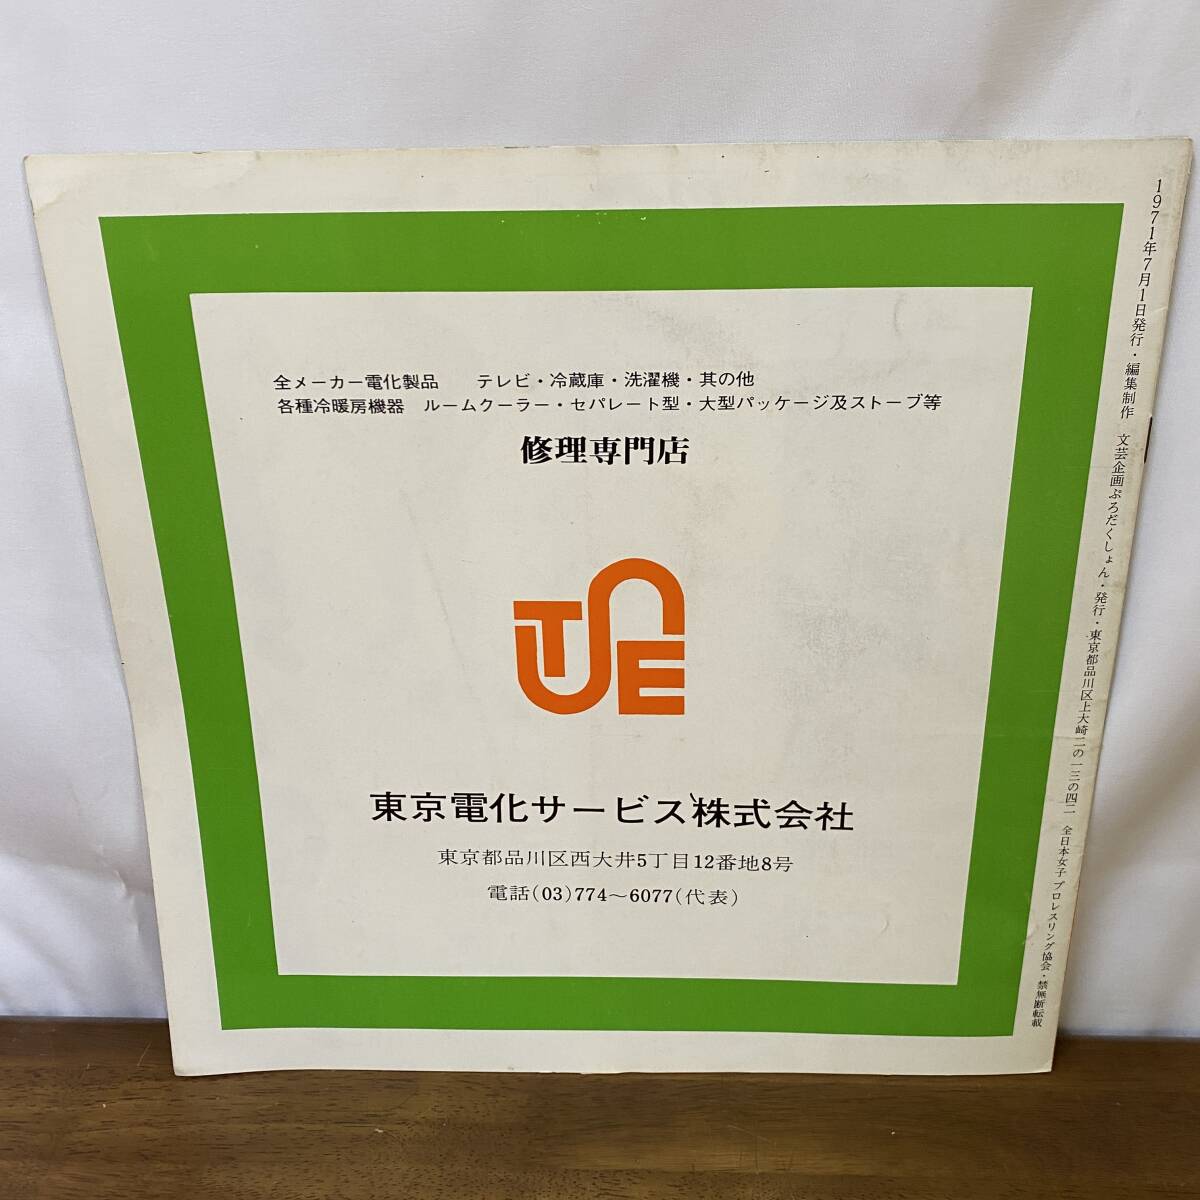 全メーカー電化製品　テレビ・冷蔵庫・洗濯機・其の他
各種冷暖房機器　ルームクーラー・セパレート型・大型パッケージ及ストーブ等
修理専門店
TSE
東京電化サービス株式会社
東京都品川区西大井5丁目12番地8号
電話(03)774〜6077(代表)
1971年7月1日発行・編集制作　文芸企画ぷろだくしょん・発行・東京都品川区上大崎二の一三の四二　全日本女子プロレスリング協会・禁無断転載